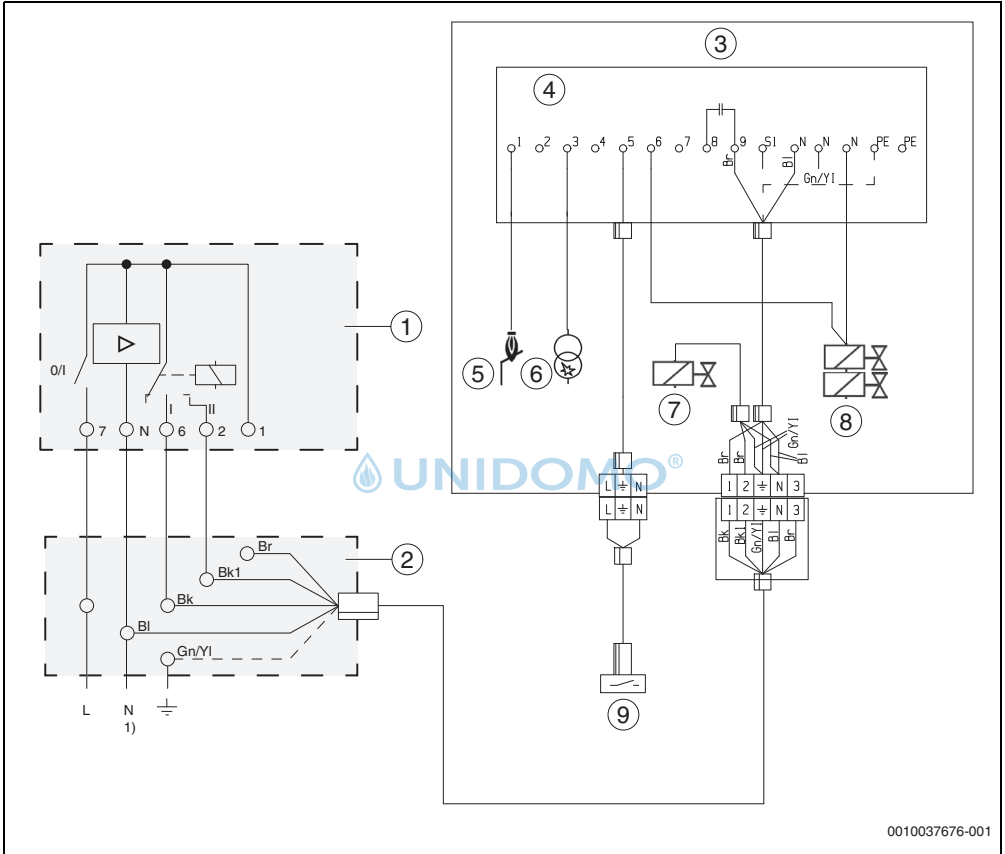 3
4
1 2 3 4 5 6 7 8 9 S1 N N N PE PE
Br Bl Gn/Yl
1
0/I
I II
7 N 6 2 1
5 6 7 8
Br Br Gn/Yl Bl
UNIDOMO®
L N 1 2 N 3
L N 1 2 N 3
Bk Bk1 Gn/Yl Bl Br
2
Br
Bk1
Bk
Bl
Gn/Yl
L N
1)
9
0010037676-001